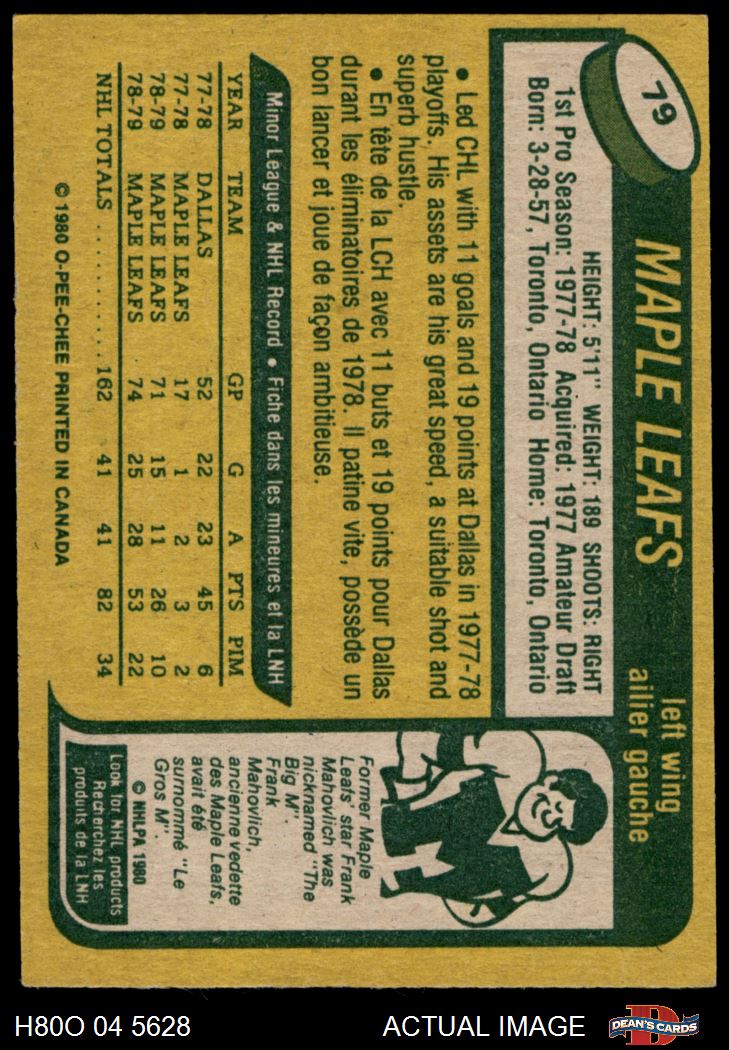 79
MAPLE LEAFS
left wing
ailier gauche
HEIGHT: 5'11" WEIGHT: 189 SHOOTS: RIGHT
1st Pro Season: 1977-78 Acquired: 1977 Amateur Draft
Born: 3-28-57, Toronto, Ontario Home: Toronto, Ontario
• Led CHL with 11 goals and 19 points at Dallas in 1977-78
playoffs. His assets are his great speed, a suitable shot and
superb hustle.
• En tête de la LCH avec 11 buts et 19 points pour Dallas
durant les éliminatoires de 1978. Il patine vite, possède un
bon lancer et joue de façon ambitieuse.
Minor League & NHL Record • Fiche dans les mineures et la LNH
YEAR TEAM GP G A PTS PIM
77-78 DALLAS 52 22 23 45 6
77-78 MAPLE LEAFS 17 1 2 3 2
78-79 MAPLE LEAFS 71 15 11 26 10
78-79 MAPLE LEAFS 74 25 28 53 22
NHL TOTALS ............ 162 41 41 82 34
© 1980 O-PEE-CHEE PRINTED IN CANADA
Former Maple
Leafs' star Frank
Mahovlich was
nicknamed "The
Big M".
Frank
Mahovlich,
ancienne vedette
des Maple Leafs,
avait été
surnommé "Le
Gros M".
© NHLPA 1980
Look for NHL products
Recherchez les
produits de la LNH
H80O 04 5628
ACTUAL IMAGE
D
DEAN'S CARDS